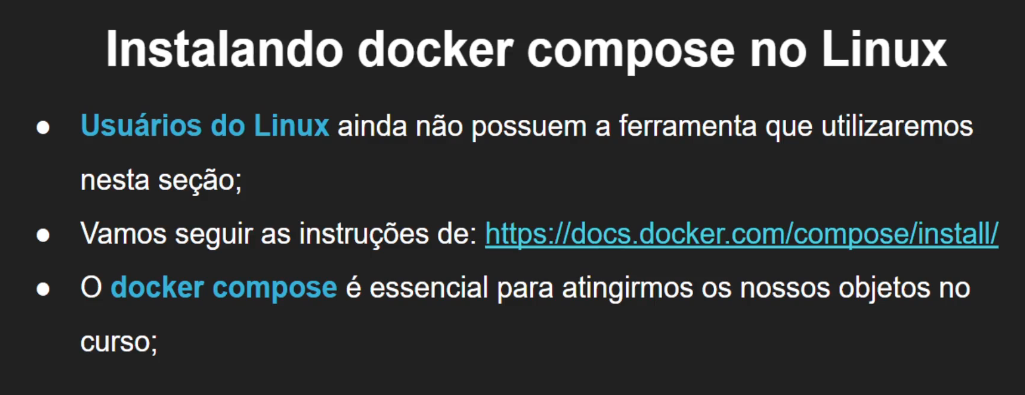 Instalando docker compose no Linux
● Usuários do Linux ainda não possuem a ferramenta que utilizaremos
nesta seção;
● Vamos seguir as instruções de: https://docs.docker.com/compose/install/
● O docker compose é essencial para atingirmos os nossos objetos no
curso;